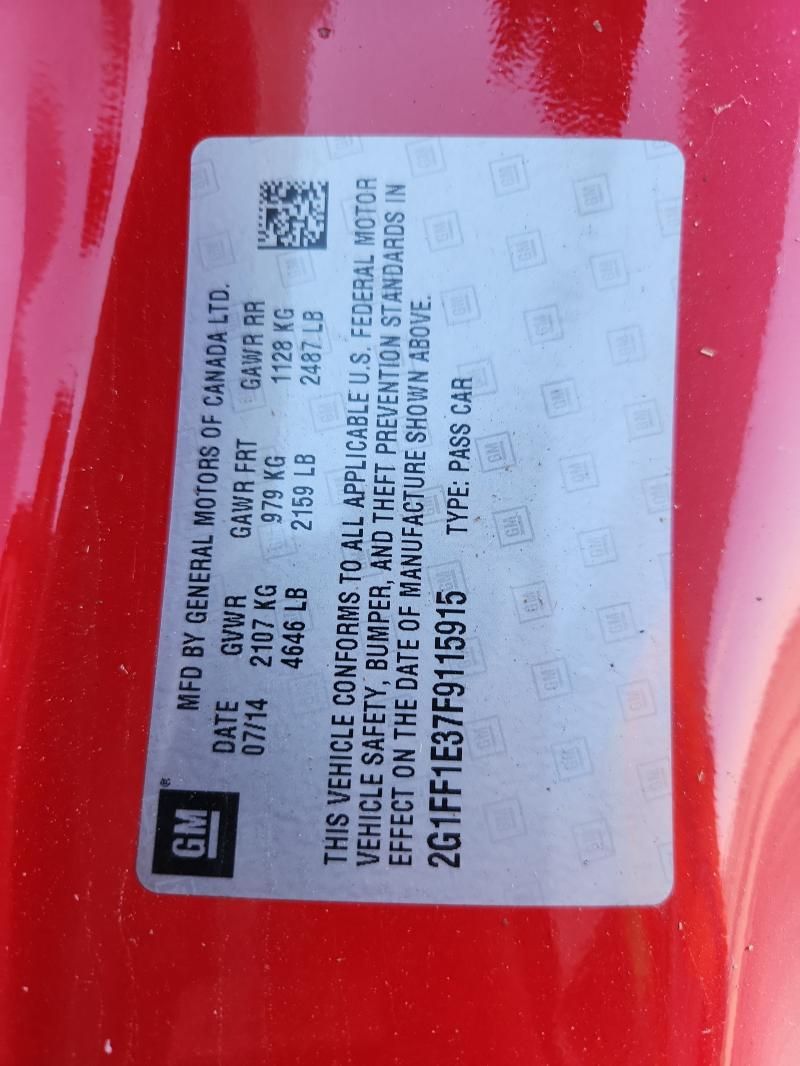 GM ®
MFD BY GENERAL MOTORS OF CANADA LTD.
DATE GVWR GAWR FRT GAWR RR
07/14 2107 KG 979 KG 1128 KG
4646 LB 2159 LB 2487 LB
THIS VEHICLE CONFORMS TO ALL APPLICABLE U.S. FEDERAL MOTOR
VEHICLE SAFETY, BUMPER, AND THEFT PREVENTION STANDARDS IN
EFFECT ON THE DATE OF MANUFACTURE SHOWN ABOVE.
2G1FF1E37F9115915 TYPE: PASS CAR